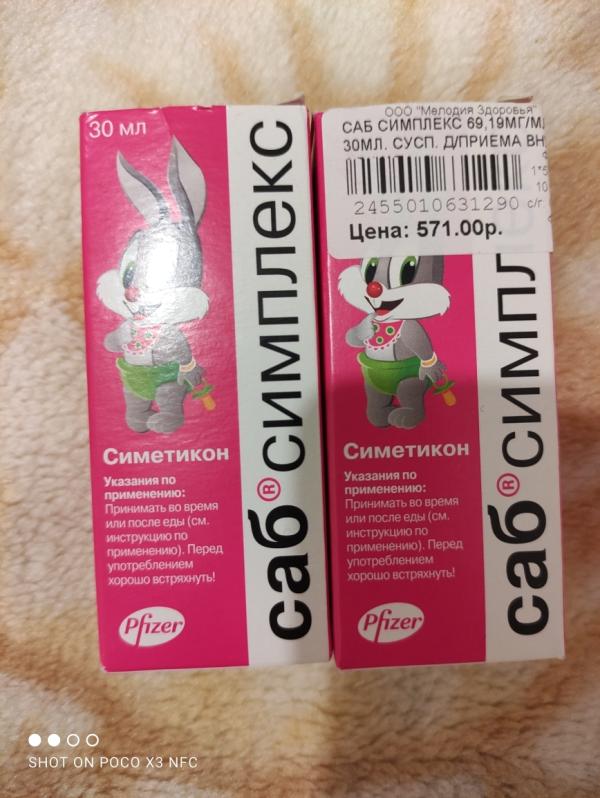 30 мл
саб® симплекс
Симетикон
Указания по
применению:
Принимать во время
или после еды (см.
инструкцию по
применению). Перед
употреблением
хорошо встряхнуть!
Pfizer
ООО "Мелодия Здоровья"
САБ СИМПЛЕКС 69,19МГ/М
30МЛ. СУСП. Д/ПРИЕМА ВН
2455010631290 с/г.
Цена: 571.00р.
саб® симпл
Симетикон
Указания по
применению:
Принимать во время
или после еды (см.
инструкцию по
применению). Перед
употреблением
хорошо встряхнуть!
Pfizer
SHOT ON POCO X3 NFC